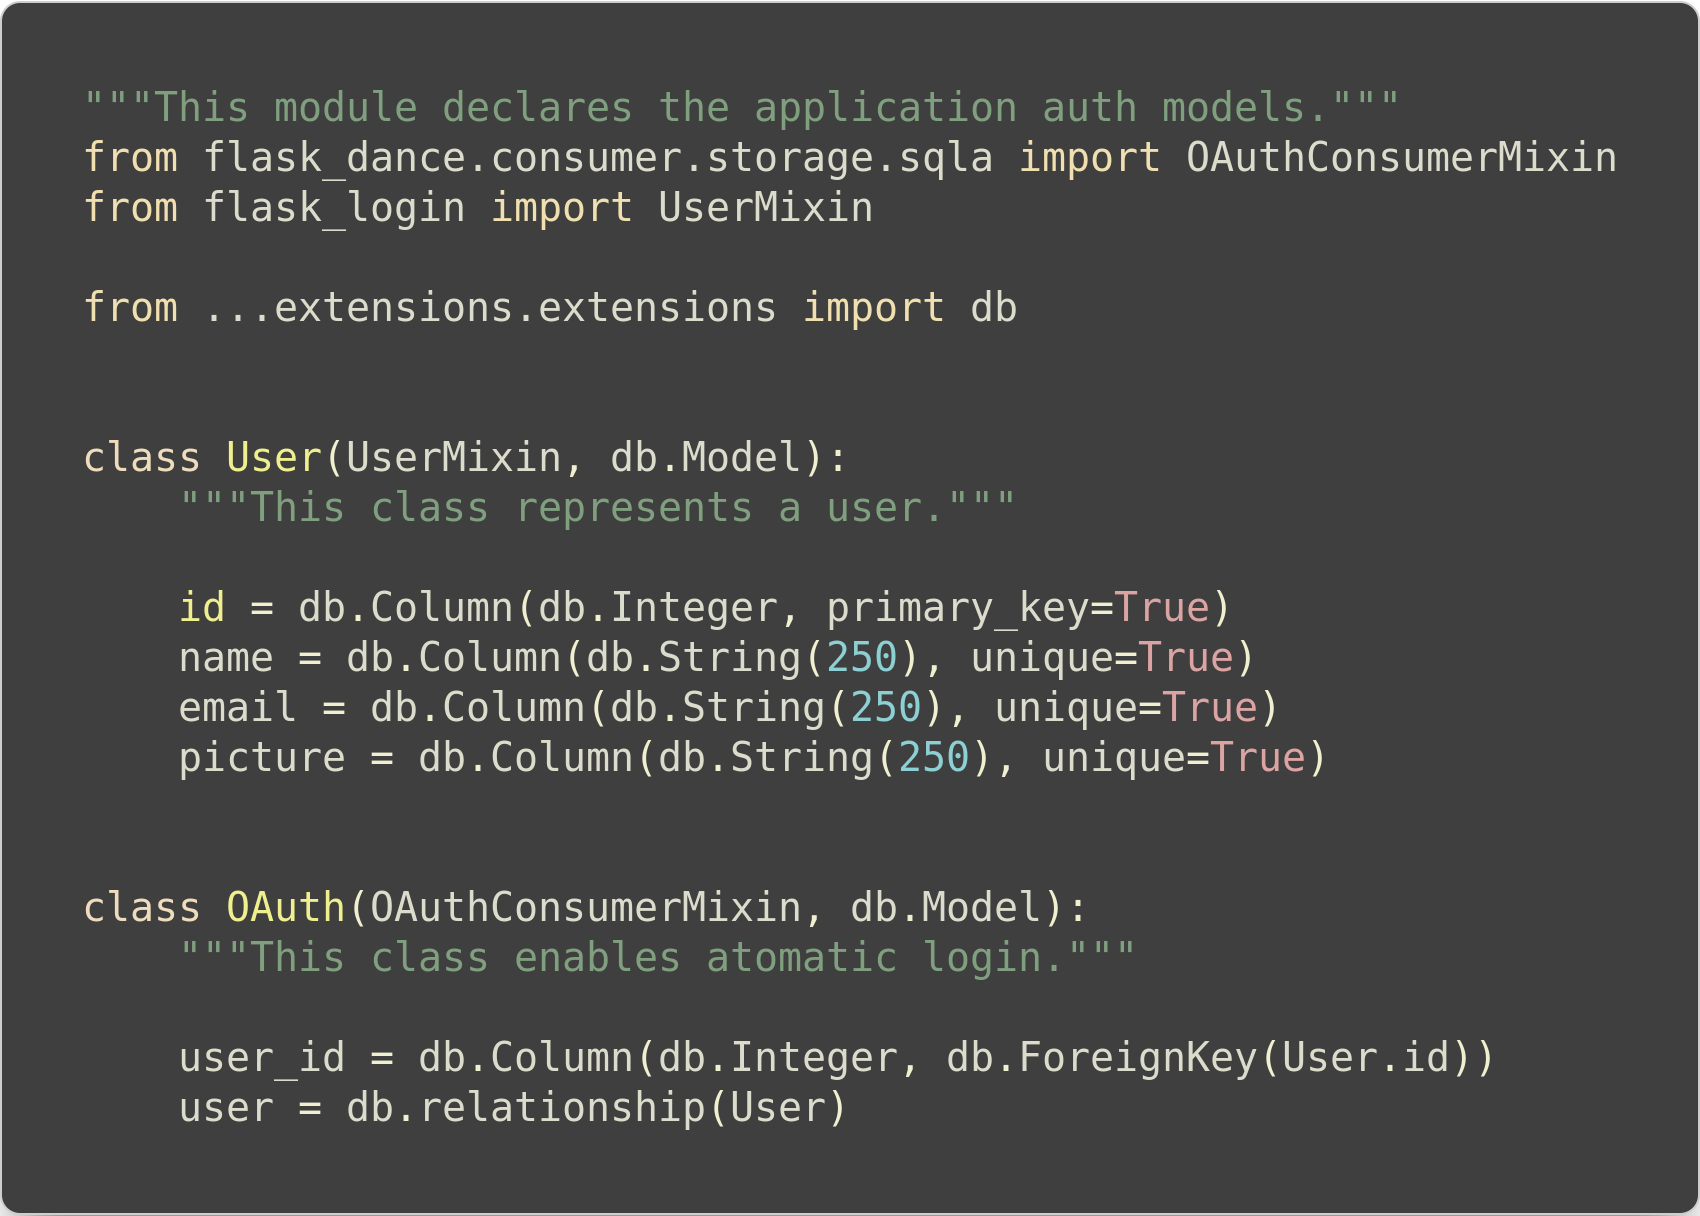 """This module declares the application auth models."""
from flask_dance.consumer.storage.sqla import OAuthConsumerMixin
from flask_login import UserMixin

from ...extensions.extensions import db


class User(UserMixin, db.Model):
    """This class represents a user."""

    id = db.Column(db.Integer, primary_key=True)
    name = db.Column(db.String(250), unique=True)
    email = db.Column(db.String(250), unique=True)
    picture = db.Column(db.String(250), unique=True)


class OAuth(OAuthConsumerMixin, db.Model):
    """This class enables atomatic login."""

    user_id = db.Column(db.Integer, db.ForeignKey(User.id))
    user = db.relationship(User)